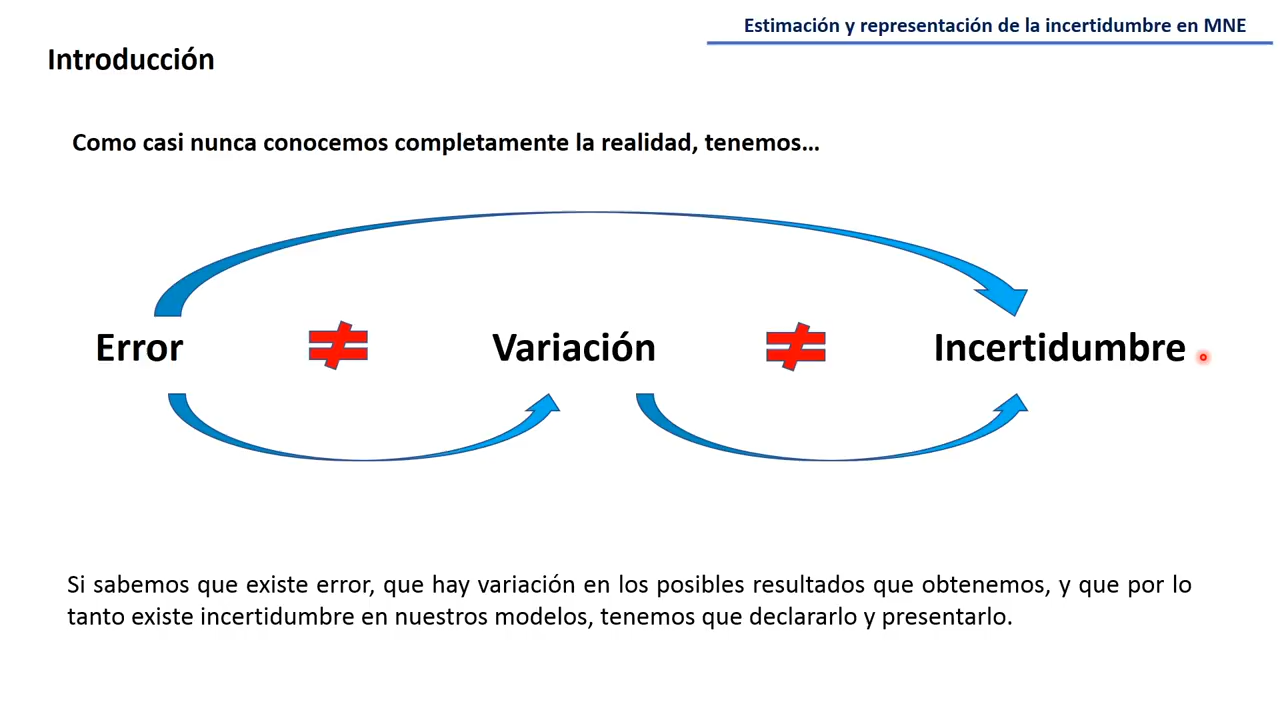 Estimación y representación de la incertidumbre en MNE
Introducción
Como casi nunca conocemos completamente la realidad, tenemos…
Error ≠ Variación ≠ Incertidumbre
Si sabemos que existe error, que hay variación en los posibles resultados que obtenemos, y que por lo
tanto existe incertidumbre en nuestros modelos, tenemos que declararlo y presentarlo.